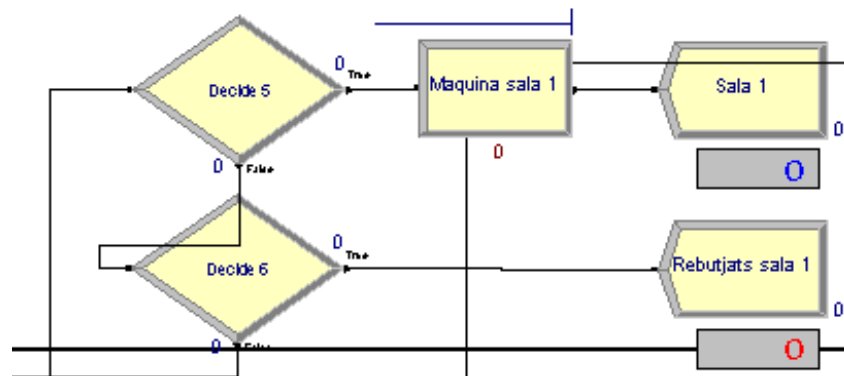 Decide 5
0
True
0
False
Maquina sala 1
0
Sala 1
0
0
Decide 6
0
True
0
False
Rebutjats sala 1
0
0